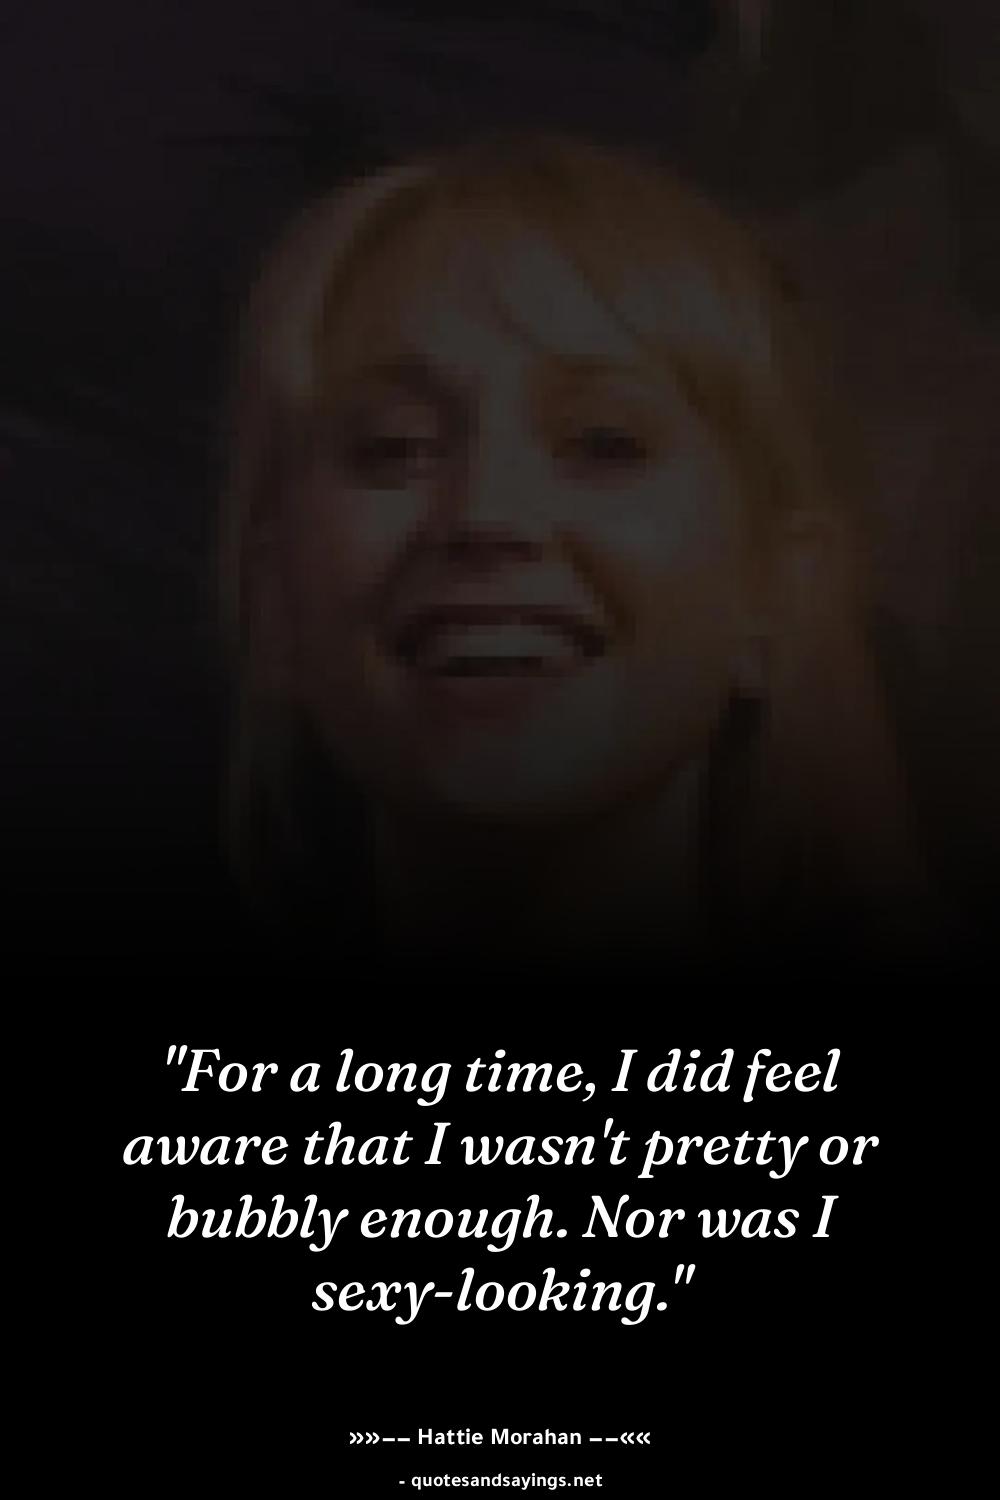 "For a long time, I did feel
aware that I wasn't pretty or
bubbly enough. Nor was I
sexy-looking."
»»−− Hattie Morahan −−««
- quotesandsayings.net